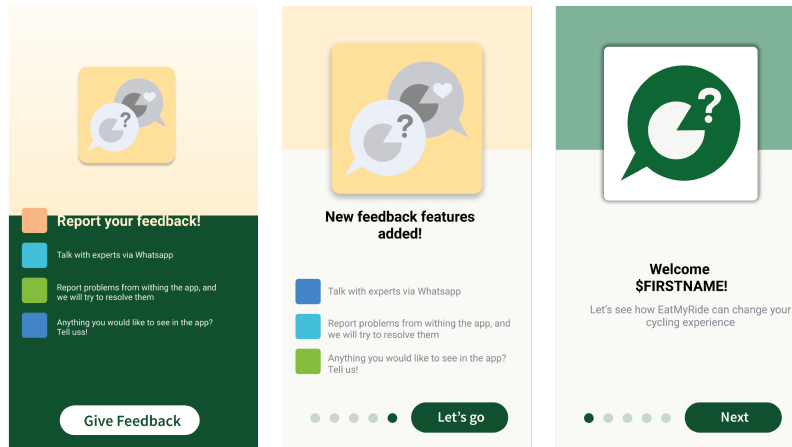 ?
?
Report your feedback!
Talk with experts via Whatsapp
Report problems from withing the app, and
we will try to resolve them
Anything you would like to see in the app?
Tell uss!
Give Feedback
?
New feedback features
added!
Talk with experts via Whatsapp
Report problems from withing the app, and
we will try to resolve them
Anything you would like to see in the app?
Tell us!
Let's go
?
Welcome
$FIRSTNAME!
Let's see how EatMyRide can change your
cycling experience
Next